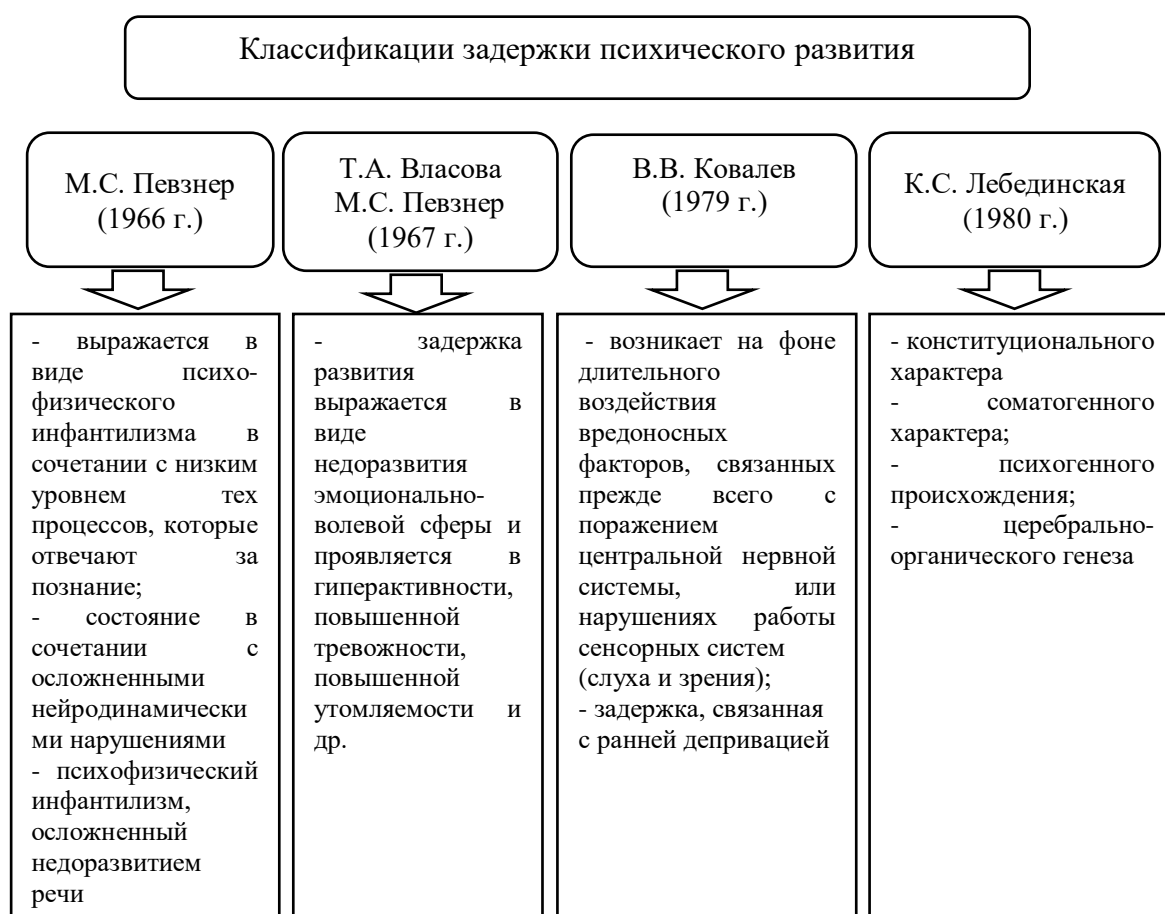 Классификации задержки психического развития
М.С. Певзнер
(1966 г.)
Т.А. Власова
М.С. Певзнер
(1967 г.)
В.В. Ковалев
(1979 г.)
К.С. Лебединская
(1980 г.)
- выражается в
виде психо-
физического
инфантилизма в
сочетании с низким
уровнем тех
процессов, которые
отвечают за
познание;
- состояние в
сочетании с
осложненными
нейродинамически
ми нарушениями
- психофизический
инфантилизм,
осложненный
недоразвитием
речи
- задержка
развития
выражается в
виде
недоразвития
эмоционально-
волевой сферы и
проявляется в
гиперактивности,
повышенной
тревожности,
повышенной
утомляемости и
др.
- возникает на фоне
длительного
воздействия
вредоносных
факторов, связанных
прежде всего с
поражением
центральной нервной
системы, или
нарушениях работы
сенсорных систем
(слуха и зрения);
- задержка, связанная
с ранней депривацией
- конституционального
характера
- соматогенного
характера;
- психогенного
происхождения;
- церебрально-
органического генеза